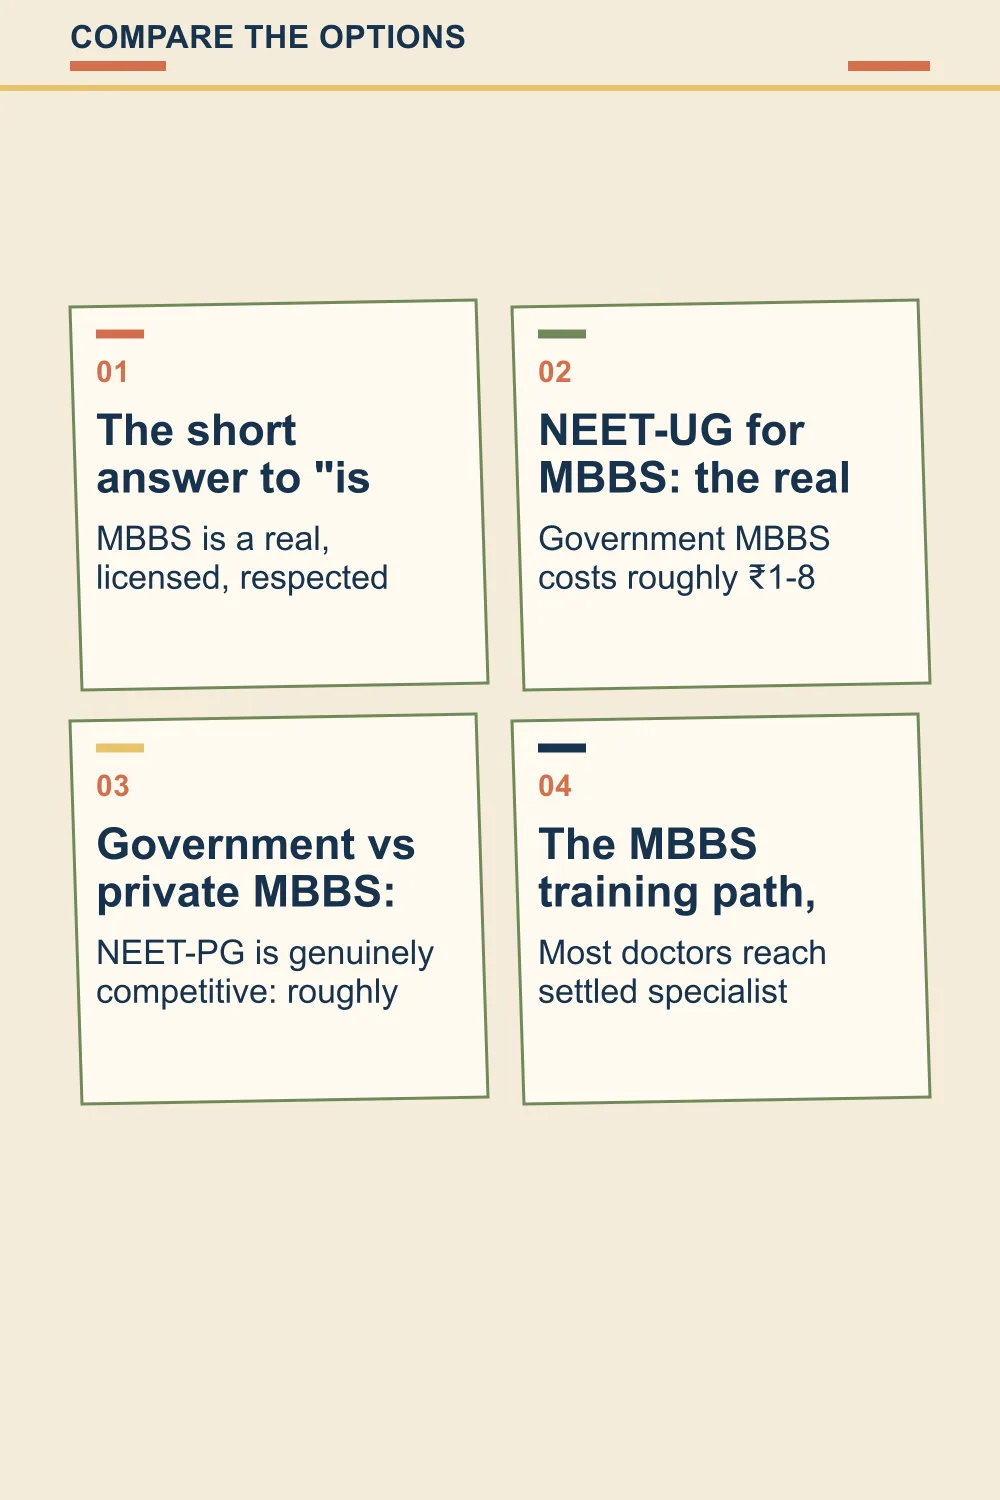 COMPARE THE OPTIONS
01
The short
answer to "is
MBBS is a real,
licensed, respected
02
NEET-UG for
MBBS: the real
Government MBBS
costs roughly ₹1-8
03
Government vs
private MBBS:
NEET-PG is genuinely
competitive: roughly
04
The MBBS
training path,
Most doctors reach
settled specialist